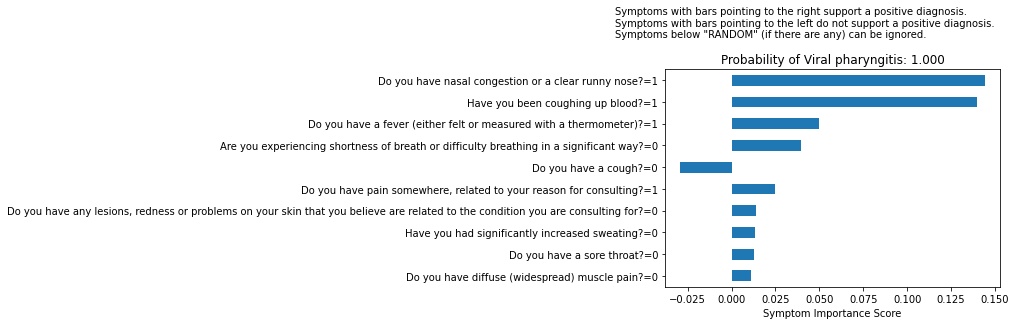 Symptoms with bars pointing to the right support a positive diagnosis.
Symptoms with bars pointing to the left do not support a positive diagnosis.
Symptoms below "RANDOM" (if there are any) can be ignored.
Probability of Viral pharyngitis: 1.000
Do you have nasal congestion or a clear runny nose?=1
Have you been coughing up blood?=1
Do you have a fever (either felt or measured with a thermometer)?=1
Are you experiencing shortness of breath or difficulty breathing in a significant way?=0
Do you have a cough?=0
Do you have pain somewhere, related to your reason for consulting?=1
Do you have any lesions, redness or problems on your skin that you believe are related to the condition you are consulting for?=0
Have you had significantly increased sweating?=0
Do you have a sore throat?=0
Do you have diffuse (widespread) muscle pain?=0
−0.025 0.000 0.025 0.050 0.075 0.100 0.125 0.150
Symptom Importance Score